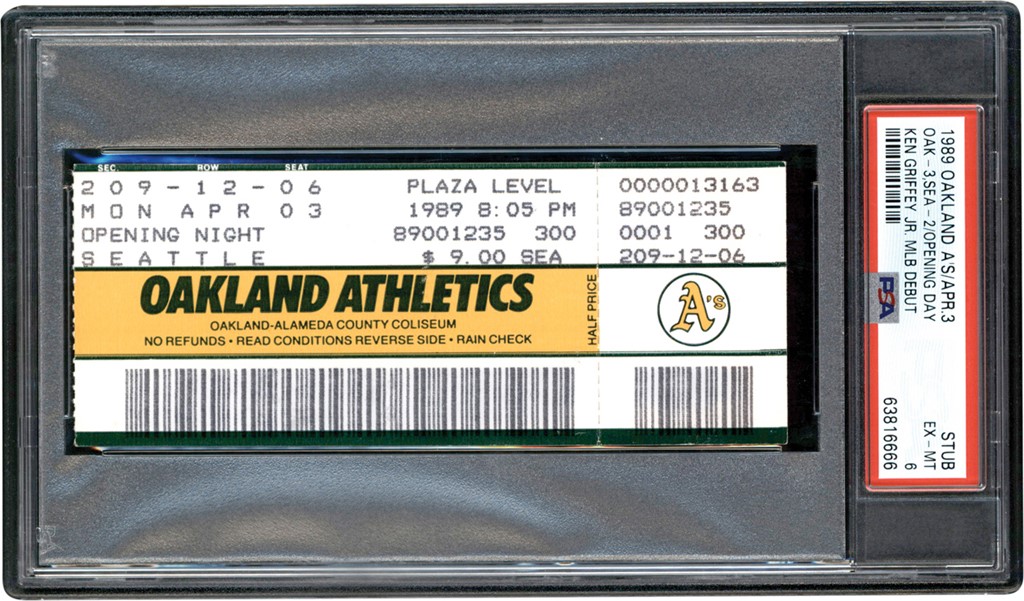 SEC. ROW SEAT
209-12-06 PLAZA LEVEL 0000013163
MON APR 03 1989 8:05 PM 89001235
OPENING NIGHT 89001235 300 0001 300
SEATTLE $ 9.00 SEA 209-12-06
OAKLAND ATHLETICS
OAKLAND-ALAMEDA COUNTY COLISEUM
NO REFUNDS • READ CONDITIONS REVERSE SIDE • RAIN CHECK
HALF PRICE
A's
1989 OAKLAND A'S/APR.3 STUB
OAK - 3,SEA - 2/OPENING DAY EX - MT
KEN GRIFFEY JR. MLB DEBUT 6
63816666
PSA